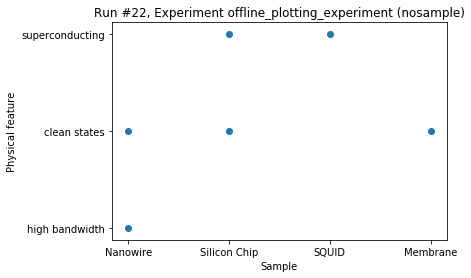 Run #22, Experiment offline_plotting_experiment (nosample)
superconducting
clean states
high bandwidth
Physical feature
Nanowire Silicon Chip SQUID Membrane
Sample